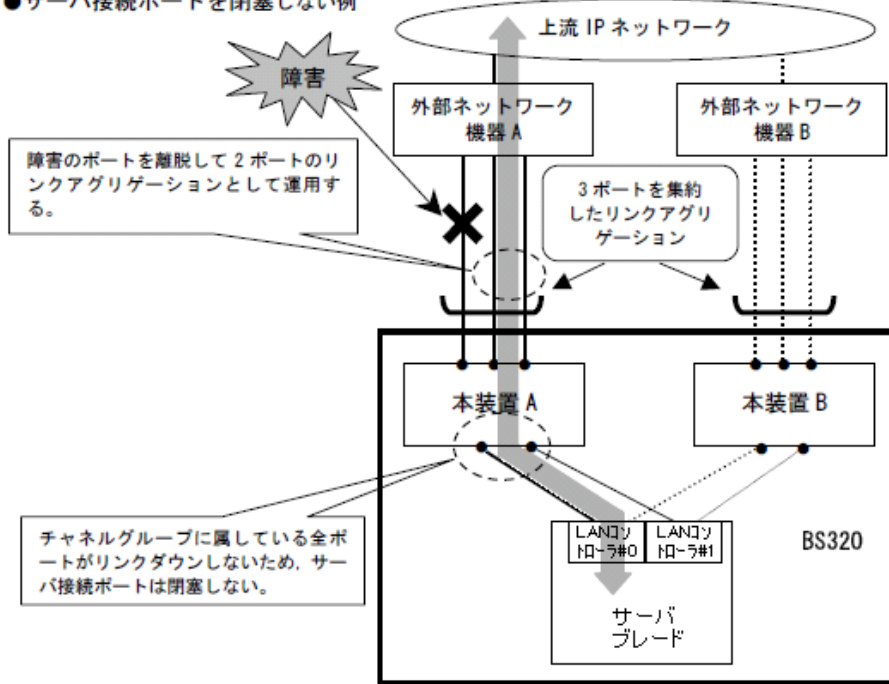 ●サーバ接続ポートを閉塞しない例
上流 IP ネットワーク
障害
外部ネットワーク
機器 A
外部ネットワーク
機器 B
障害のポートを離脱して 2 ポートのリ
ンクアグリゲーションとして運用す
る。
3 ポートを集約
したリンクアグリ
ゲーション
本装置 A
本装置 B
チャネルグループに属している全ポ
ートがリンクダウンしないため，サー
バ接続ポートは閉塞しない。
LANコン
トローラ#0
LANコン
トローラ#1
BS320
サーバ
ブレード